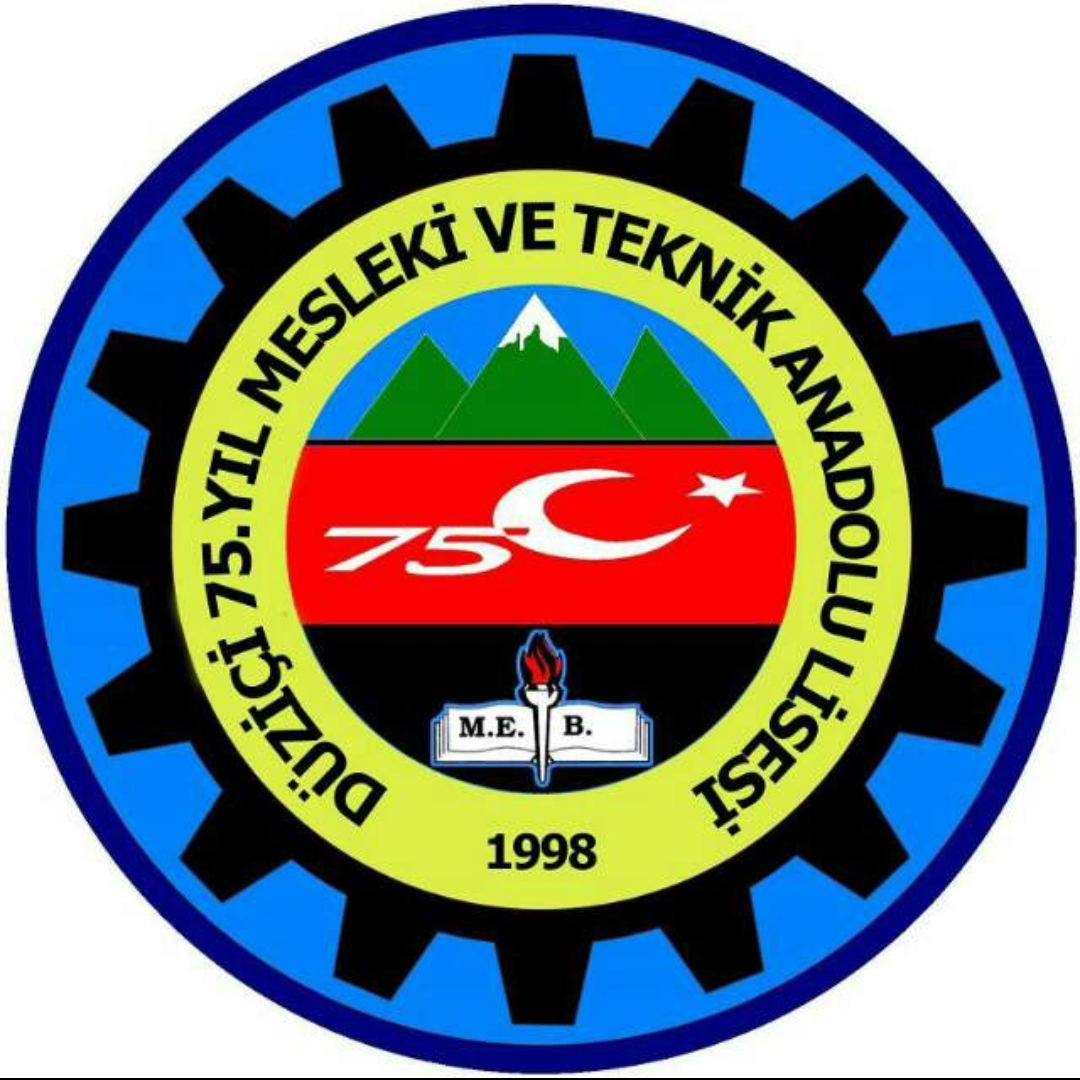 DÜZİÇİ 75.YIL MESLEKİ VE TEKNİK ANADOLU LİSESİ
75
M.E. B.
1998